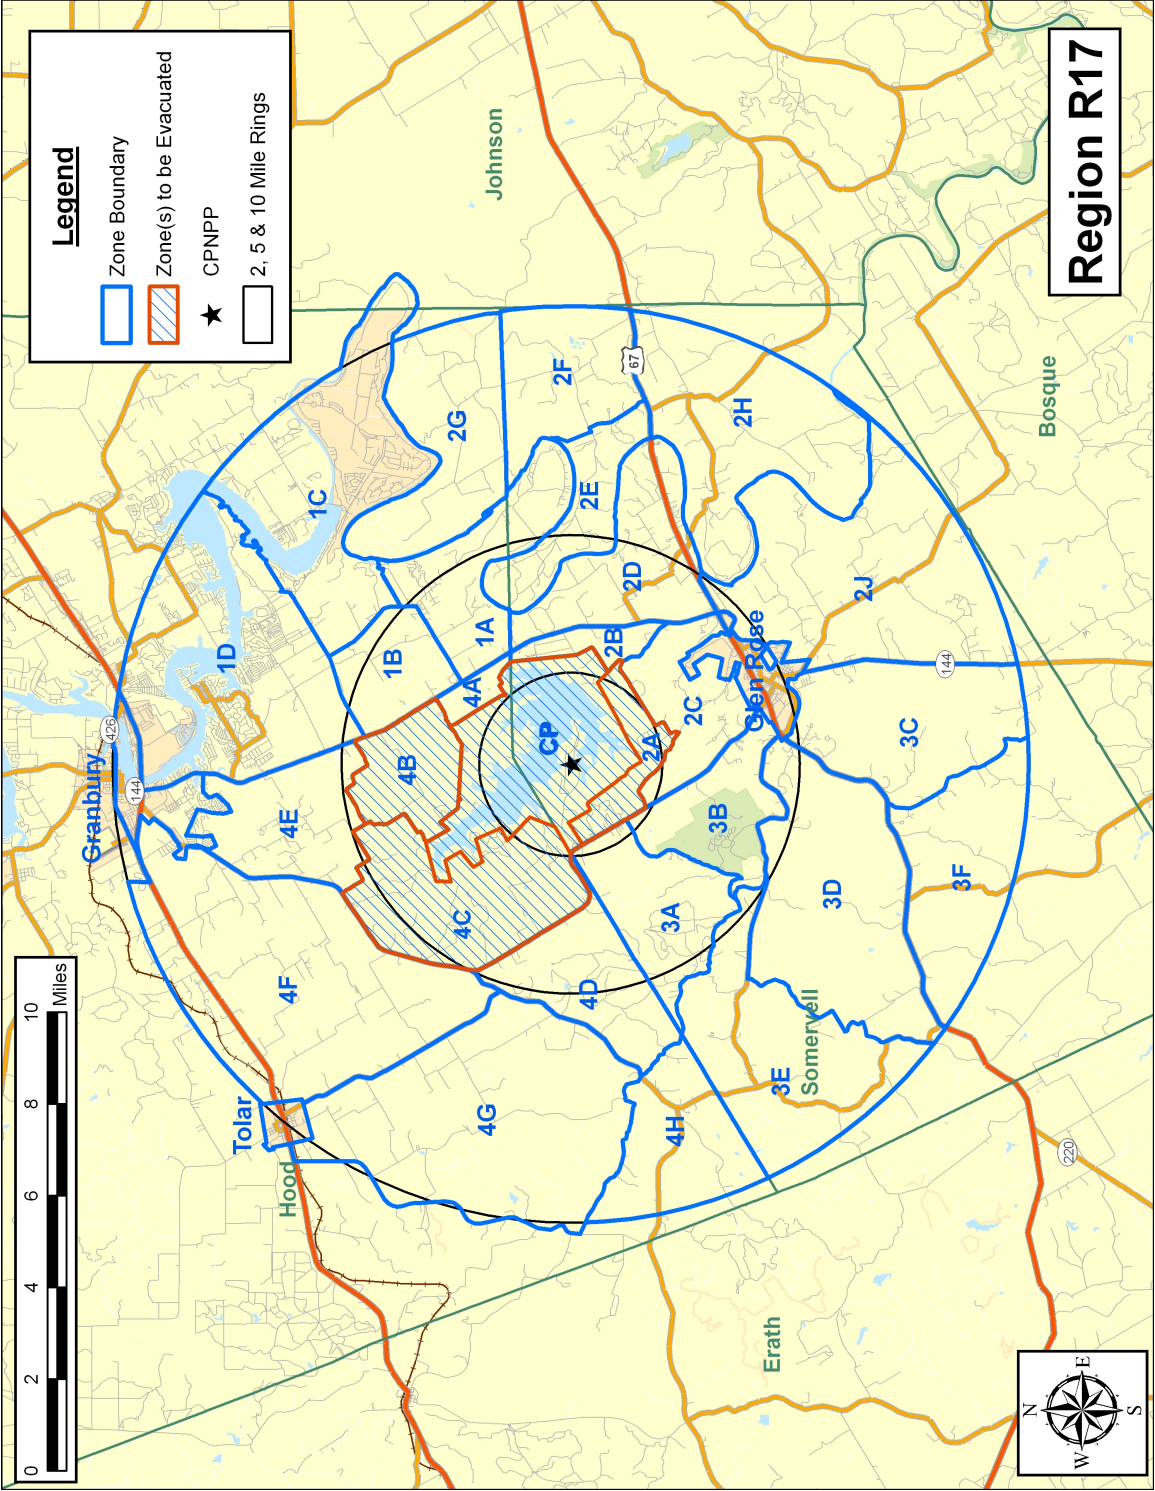 Legend
Zone Boundary
Zone(s) to be Evacuated
CPNPP
2, 5 & 10 Mile Rings
Region R17
0 2 4 6 8 10
Miles
Granbury
426
144
Tolar
Hood
Johnson
Bosque
Somervell
Erath
Glen Rose
67
144
220
CP
1A
1B
1C
1D
2A
2B
2C
2D
2E
2F
2G
2H
2J
3A
3B
3C
3D
3E
3F
4A
4B
4C
4D
4E
4F
4G
4H
N
W E
S